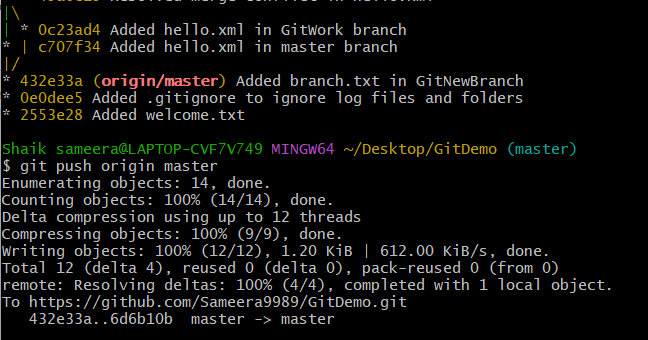 |\
| * 0c23ad4 Added hello.xml in GitWork branch
* | c707f34 Added hello.xml in master branch
|/
* 432e33a (origin/master) Added branch.txt in GitNewBranch
* 0e0dee5 Added .gitignore to ignore log files and folders
* 2553e28 Added welcome.txt
Shaik sameera@LAPTOP-CVF7V749 MINGW64 ~/Desktop/GitDemo (master)
$ git push origin master
Enumerating objects: 14, done.
Counting objects: 100% (14/14), done.
Delta compression using up to 12 threads
Compressing objects: 100% (9/9), done.
Writing objects: 100% (12/12), 1.20 KiB | 612.00 KiB/s, done.
Total 12 (delta 4), reused 0 (delta 0), pack-reused 0 (from 0)
remote: Resolving deltas: 100% (4/4), completed with 1 local object.
To https://github.com/Sameera9989/GitDemo.git
   432e33a..6d6b10b  master -> master